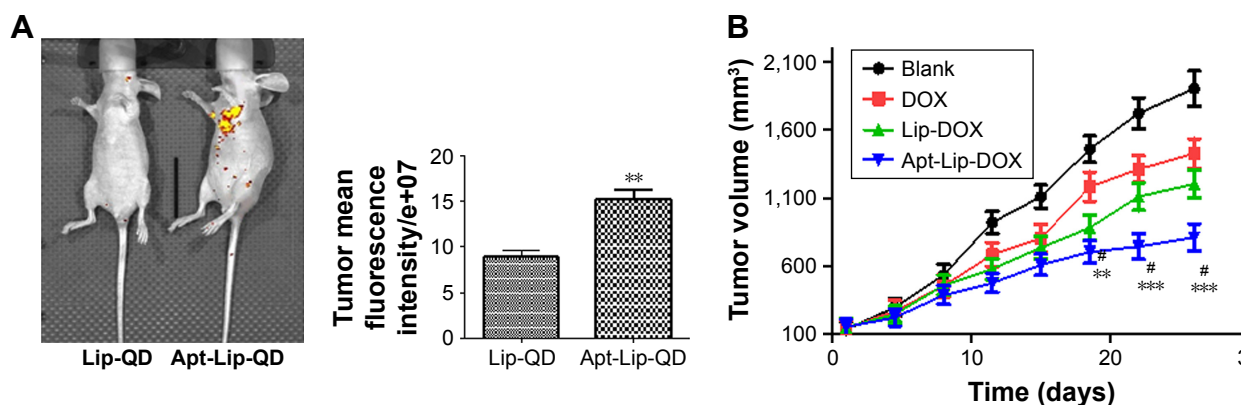 A
Lip-QD Apt-Lip-QD
Tumor mean
fluorescence
intensity/e+07
20
15
10
5
0
**
Lip-QD Apt-Lip-QD
B
Tumor volume (mm³)
2,100
1,600
1,100
600
100
Blank
DOX
Lip-DOX
Apt-Lip-DOX
# # #
** *** ***
0 10 20 3
Time (days)